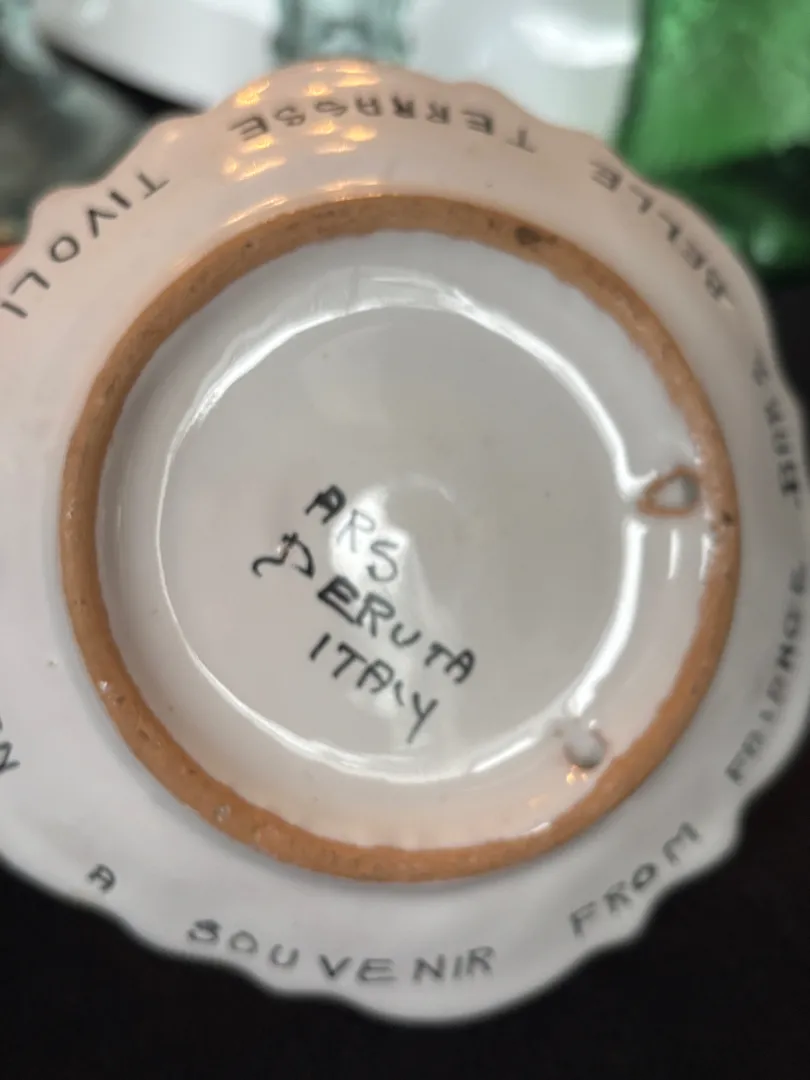 ARS
DERUTA
ITALY
A SOUVENIR FROM
BELLE TERRASSE TIVOLI